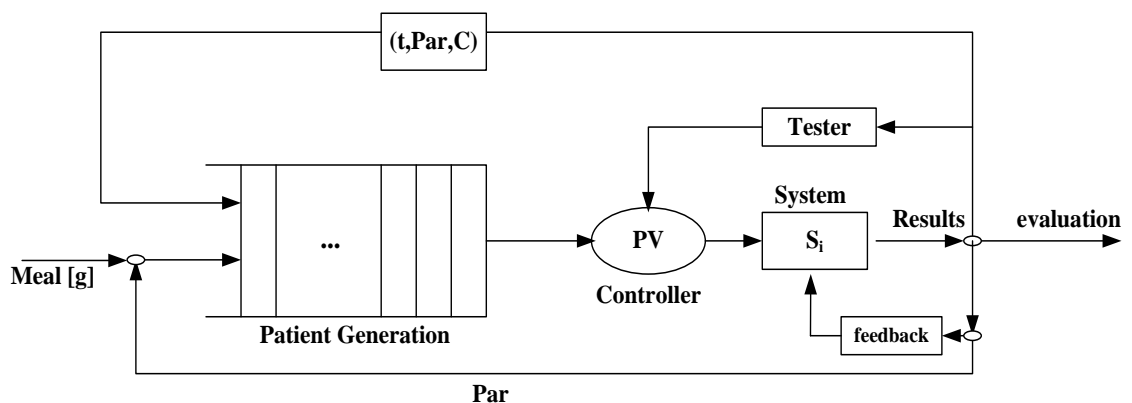 (t,Par,C)
Tester
System
Results
evaluation
...
PV
Sᵢ
Meal [g]
Controller
Patient Generation
feedback
Par